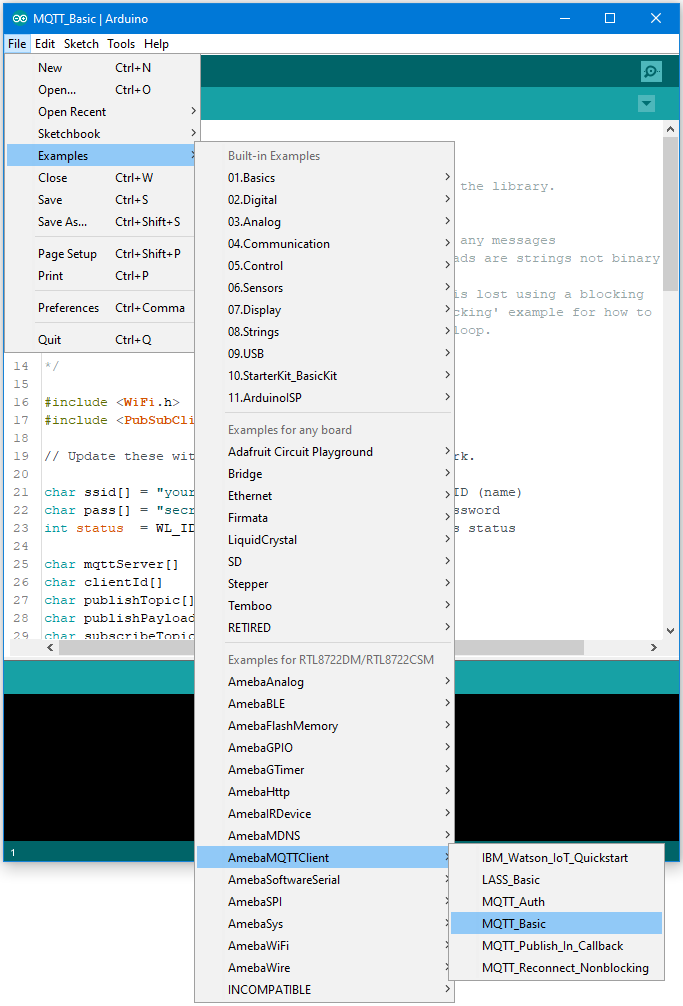 MQTT_Basic | Arduino
File Edit Sketch Tools Help
New Ctrl+N
Open... Ctrl+O
Open Recent
Sketchbook
Examples
Close Ctrl+W
Save Ctrl+S
Save As... Ctrl+Shift+S
Page Setup Ctrl+Shift+P
Print Ctrl+P
Preferences Ctrl+Comma
Quit Ctrl+Q
Built-in Examples
01.Basics
02.Digital
03.Analog
04.Communication
05.Control
06.Sensors
07.Display
08.Strings
09.USB
10.StarterKit_BasicKit
11.ArduinoISP
Examples for any board
Adafruit Circuit Playground
Bridge
Ethernet
Firmata
LiquidCrystal
SD
Stepper
Temboo
RETIRED
Examples for RTL8722DM/RTL8722CSM
AmebaAnalog
AmebaBLE
AmebaFlashMemory
AmebaGPIO
AmebaGTimer
AmebaHttp
AmebaIRDevice
AmebaMDNS
AmebaMQTTClient
AmebaSoftwareSerial
AmebaSPI
AmebaSys
AmebaWiFi
AmebaWire
INCOMPATIBLE
IBM_Watson_IoT_Quickstart
LASS_Basic
MQTT_Auth
MQTT_Basic
MQTT_Publish_In_Callback
MQTT_Reconnect_Nonblocking
the library.
any messages
ads are strings not binary
is lost using a blocking
cking' example for how to
loop.
14 */
15
16 #include <WiFi.h>
17 #include <PubSubCli
18
19 // Update these wit rk.
20
21 char ssid[] = "your ID (name)
22 char pass[] = "secr ssword
23 int status = WL_ID s status
24
25 char mqttServer[]
26 char clientId[]
27 char publishTopic[]
28 char publishPayload
29 char subscribeTopic
1